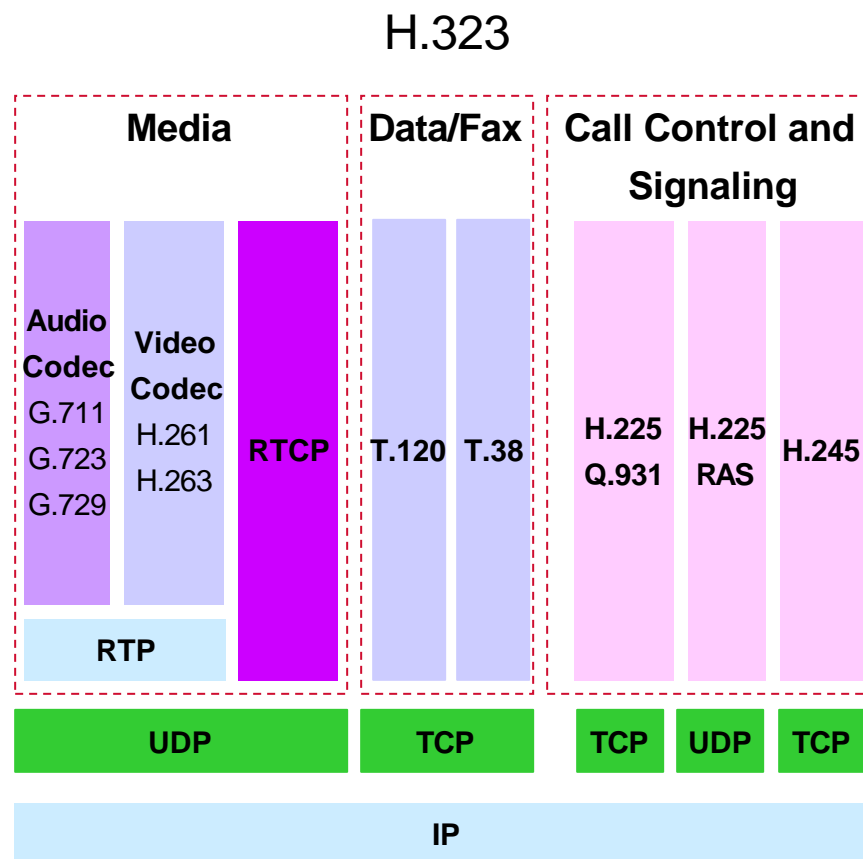 H.323
Media
Audio
Codec
G.711
G.723
G.729
Video
Codec
H.261
H.263
RTCP
RTP
Data/Fax
T.120
T.38
Call Control and
Signaling
H.225
Q.931
H.225
RAS
H.245
UDP
TCP
TCP
UDP
TCP
IP